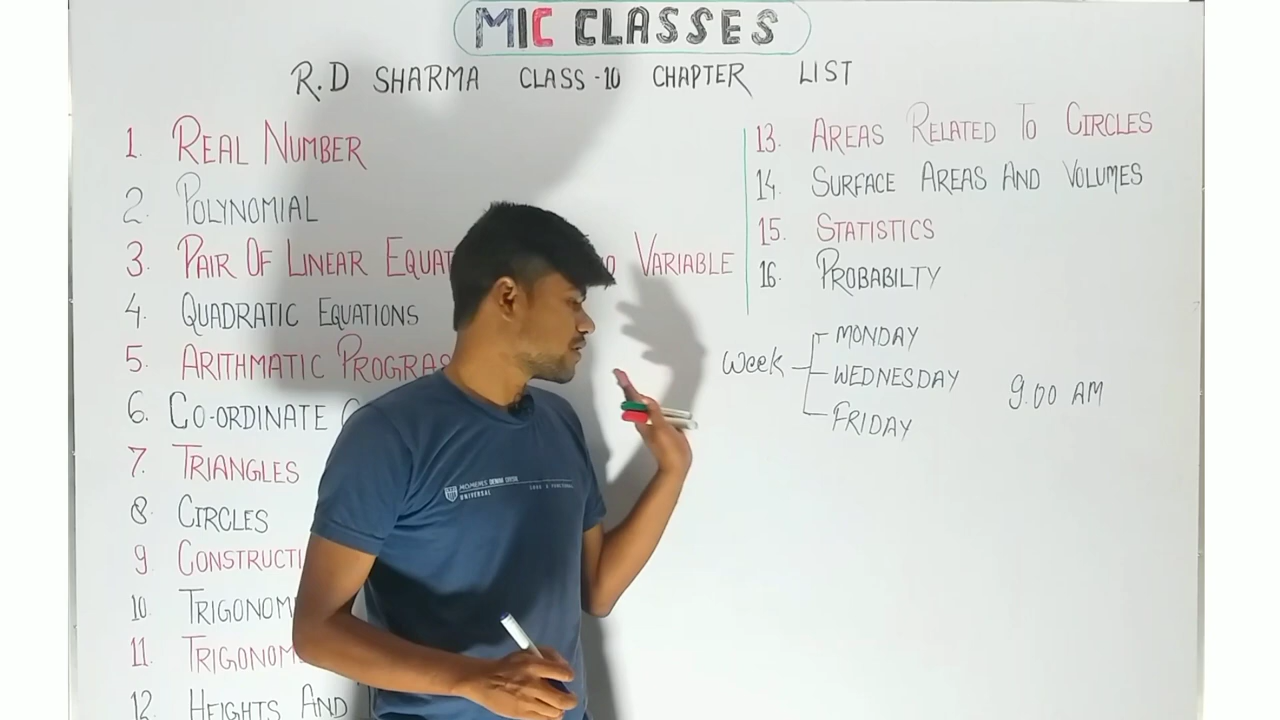 MIC CLASSES
R.D SHARMA CLASS-10 CHAPTER LIST
1. REAL NUMBER
2. POLYNOMIAL
3. PAIR OF LINEAR EQUAT VARIABLE
4. QUADRATIC EQUATIONS
5. ARITHMATIC PROGRAS
6. CO-ORDINATE
7. TRIANGLES
8 CIRCLES
9 CONSTRUCTI
10 TRIGONOM
11. TRIGONOM
12. HEIGHTS AND
13. AREAS RELATED TO CIRCLES
14. SURFACE AREAS AND VOLUMES
15. STATISTICS
16. PROBABILTY
Week
MONDAY
WEDNESDAY
FRIDAY
9.00 AM
UNIVERSAL